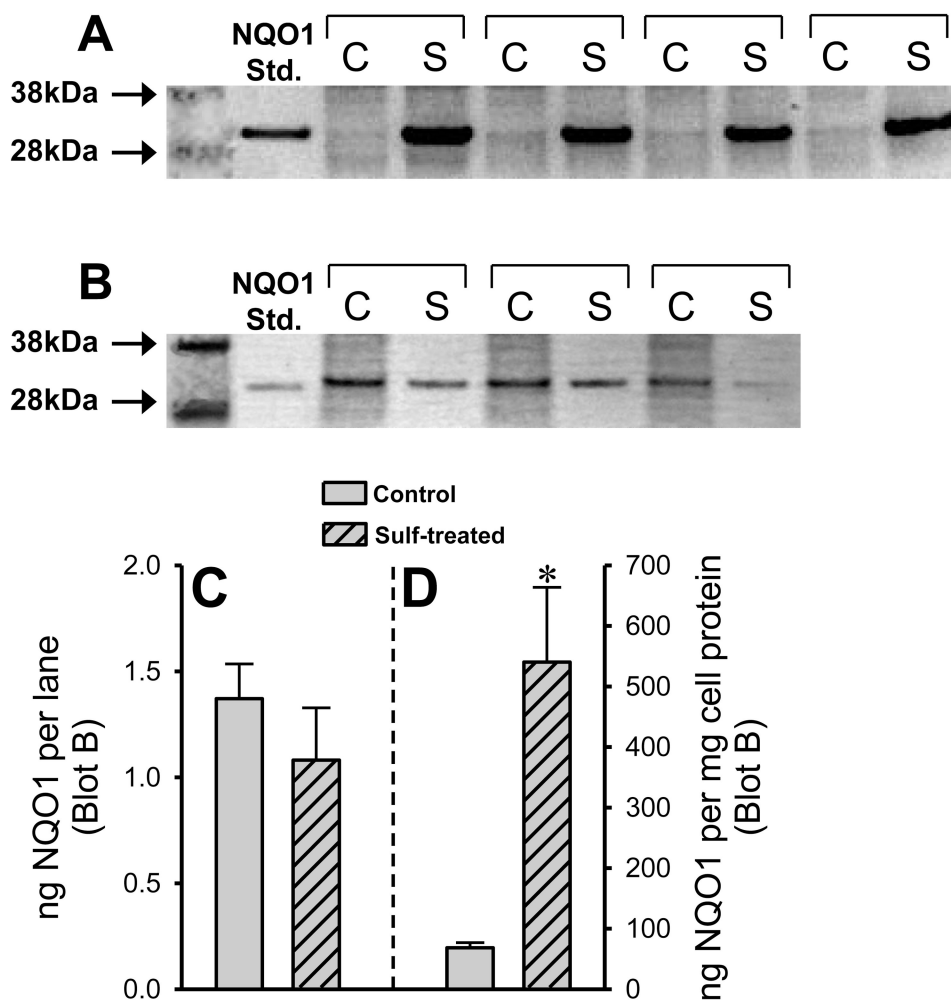 A
NQO1
Std.
C S C S C S C S
38kDa
28kDa
B
NQO1
Std.
C S C S C S
38kDa
28kDa
Control
Sulf-treated
C
D
*
2.0
1.5
1.0
0.5
0.0
ng NQO1 per lane
(Blot B)
700
600
500
400
300
200
100
0
ng NQO1 per mg cell protein
(Blot B)